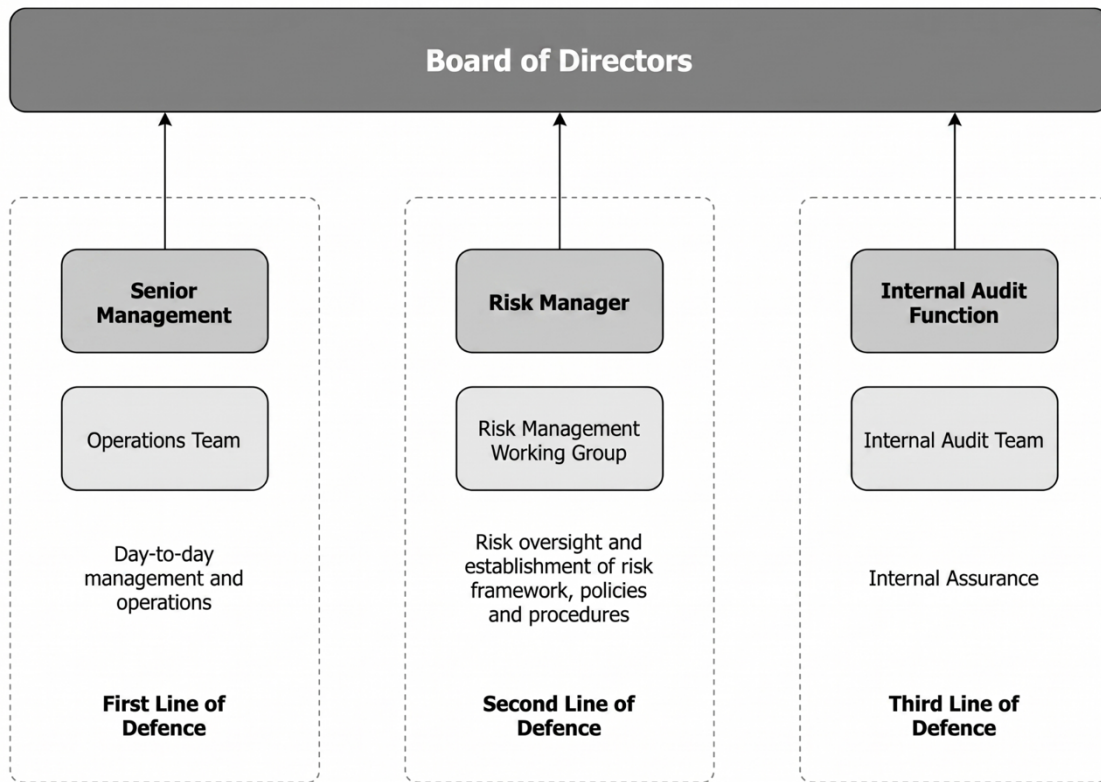 Board of Directors
Senior
Management
Operations Team
Day-to-day
management and
operations
First Line of
Defence
Risk Manager
Risk Management
Working Group
Risk oversight and
establishment of risk
framework, policies
and procedures
Second Line of
Defence
Internal Audit
Function
Internal Audit Team
Internal Assurance
Third Line of
Defence